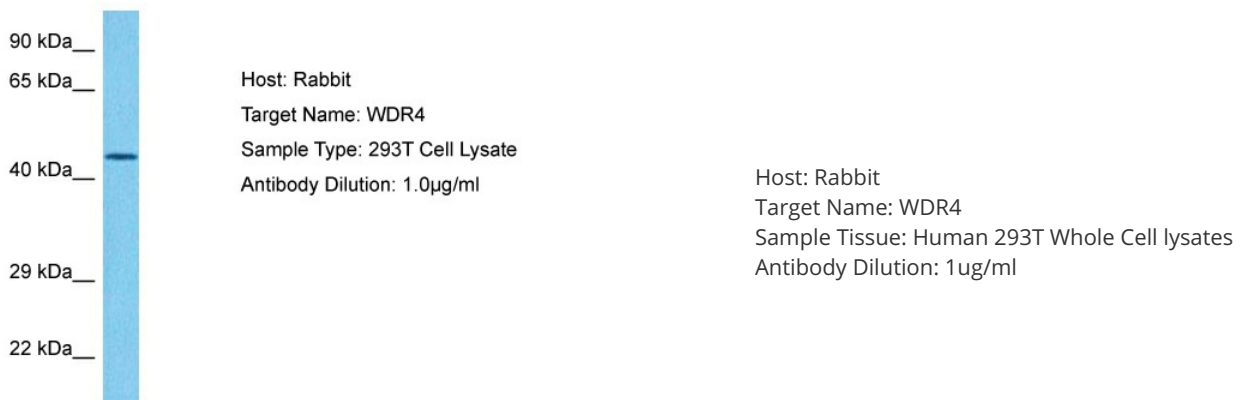 90 kDa__
65 kDa__
40 kDa__
29 kDa__
22 kDa__
Host: Rabbit
Target Name: WDR4
Sample Type: 293T Cell Lysate
Antibody Dilution: 1.0µg/ml
Host: Rabbit
Target Name: WDR4
Sample Tissue: Human 293T Whole Cell lysates
Antibody Dilution: 1ug/ml